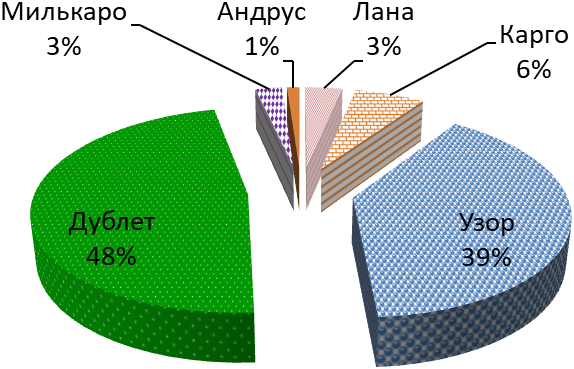 Милькаро
3%
Андрус
1%
Лана
3%
Карго
6%
Узор
39%
Дублет
48%